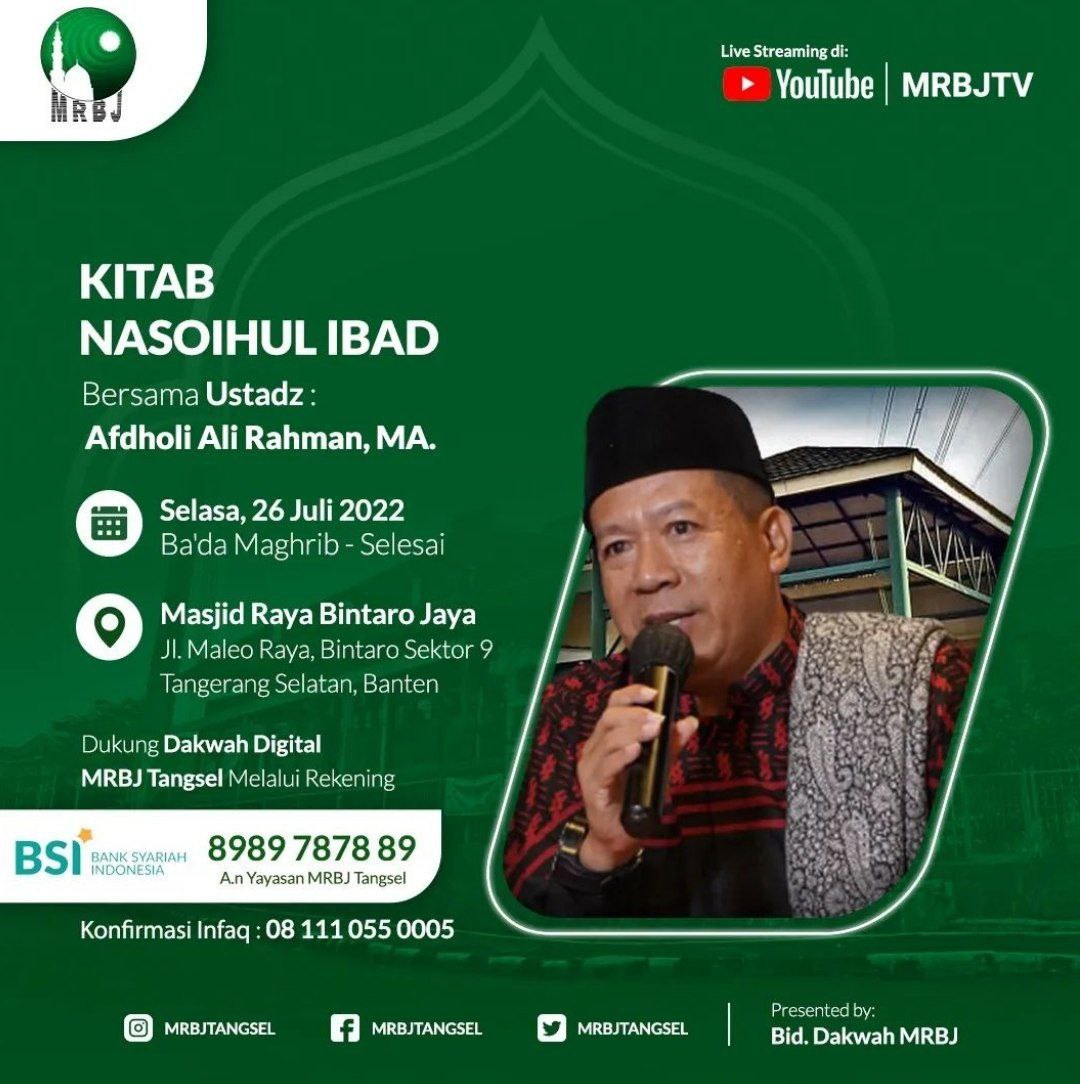 MRBJ
Live Streaming di:
YouTube | MRBJTV
KITAB
NASOIHUL IBAD
Bersama Ustadz :
Afdholi Ali Rahman, MA.
Selasa, 26 Juli 2022
Ba'da Maghrib - Selesai
Masjid Raya Bintaro Jaya
Jl. Maleo Raya, Bintaro Sektor 9
Tangerang Selatan, Banten
Dukung Dakwah Digital
MRBJ Tangsel Melalui Rekening
BSI BANK SYARIAH
INDONESIA
8989 7878 89
A.n Yayasan MRBJ Tangsel
Konfirmasi Infaq : 08 111 055 0005
MRBJTANGSEL
MRBJTANGSEL
MRBJTANGSEL
Presented by:
Bid. Dakwah MRBJ